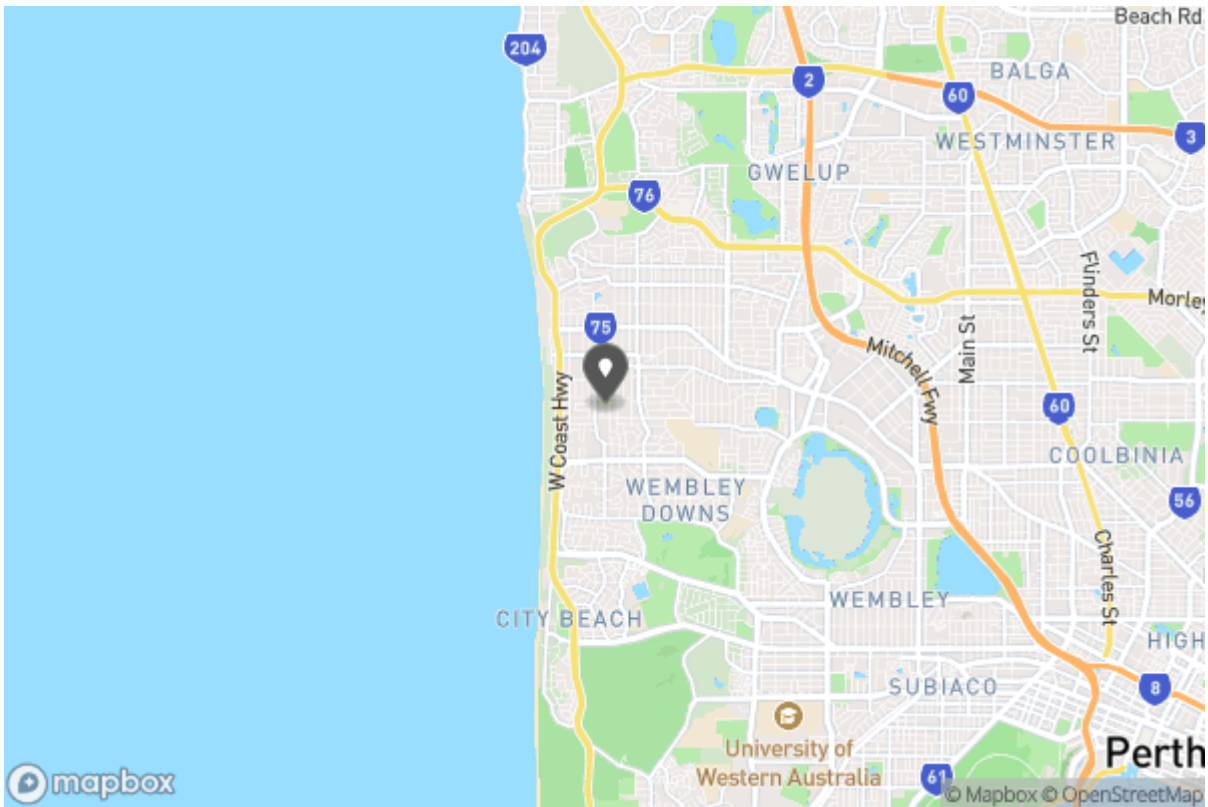 Beach Rd
204
BALGA
2
60
WESTMINSTER
3
GWELUP
76
Flinders St
Morley
75
Main St
Mitchell Fwy
W Coast Hwy
60
COOLBINIA
WEMBLEY
DOWNS
56
Charles St
WEMBLEY
CITY BEACH
HIGH
SUBIACO
8
University of
Western Australia
Perth
61
mapbox
© Mapbox © OpenStreetMap